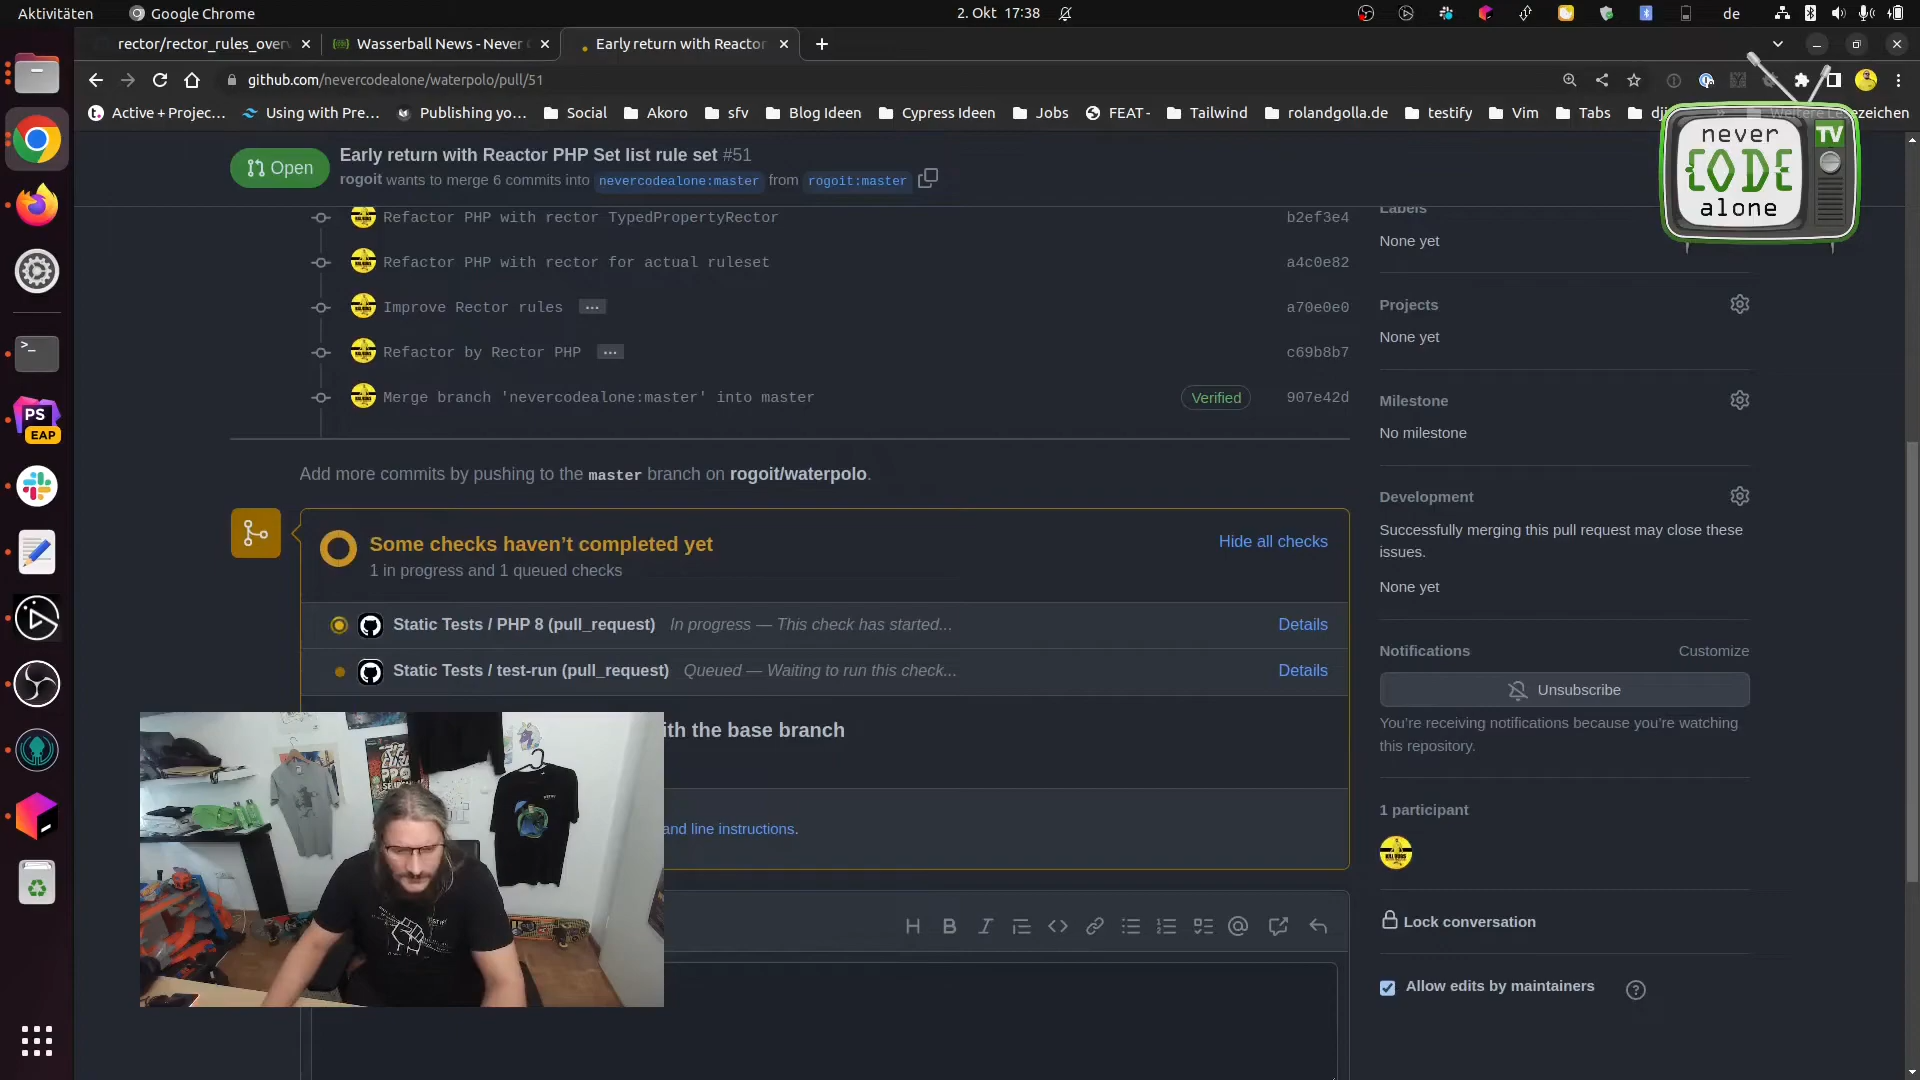 Aktivitäten
Google Chrome
2. Okt 17:38
de
rector/rector_rules_overv
Wasserball News - Never
Early return with Reactor
github.com/nevercodealone/waterpolo/pull/51
Active + Projec...
Using with Pre...
Publishing yo...
Social
Akoro
sfv
Blog Ideen
Cypress Ideen
Jobs
FEAT -
Tailwind
rolandgolla.de
testify
Vim
Tabs
Weitere Lesezeichen
never
CODE
alone
TV
Open
Early return with Reactor PHP Set list rule set #51
rogoit wants to merge 6 commits into nevercodealone:master from rogoit:master
Refactor PHP with rector TypedPropertyRector b2ef3e4
Refactor PHP with rector for actual ruleset a4c0e82
Improve Rector rules ... a70e0e0
Refactor by Rector PHP ... c69b8b7
Merge branch 'nevercodealone:master' into master Verified 907e42d
Add more commits by pushing to the master branch on rogoit/waterpolo.
Some checks haven't completed yet
Hide all checks
1 in progress and 1 queued checks
Static Tests / PHP 8 (pull_request) In progress — This check has started... Details
Static Tests / test-run (pull_request) Queued — Waiting to run this check... Details
ith the base branch
and line instructions.
Labels
None yet
Projects
None yet
Milestone
No milestone
Development
Successfully merging this pull request may close these
issues.
None yet
Notifications
Customize
Unsubscribe
You're receiving notifications because you're watching
this repository.
1 participant
Lock conversation
Allow edits by maintainers
PS
EAP